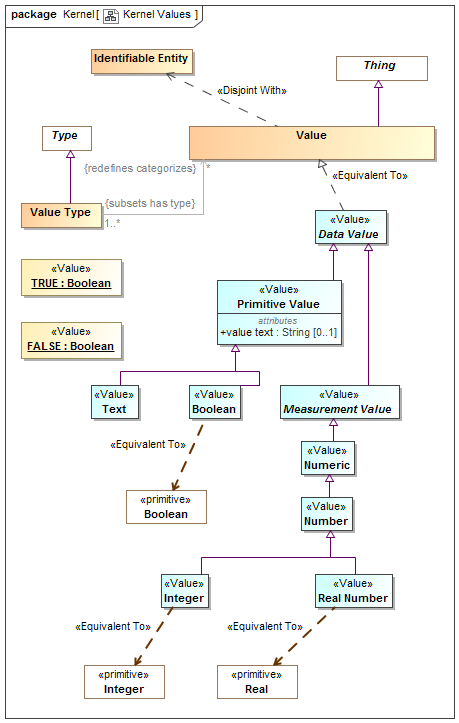 package Kernel[ Kernel Values ]
Identifiable Entity
Thing
«Disjoint With»
Type
Value
{redefines categorizes}
*
«Equivalent To»
{subsets has type}
Value Type
1..*
«Value»
Data Value
«Value»
TRUE : Boolean
«Value»
Primitive Value
attributes
+value text : String [0..1]
«Value»
FALSE : Boolean
«Value»
Text
«Value»
Boolean
«Value»
Measurement Value
«Equivalent To»
«Value»
Numeric
«primitive»
Boolean
«Value»
Number
«Value»
Integer
«Value»
Real Number
«Equivalent To»
«Equivalent To»
«primitive»
Integer
«primitive»
Real